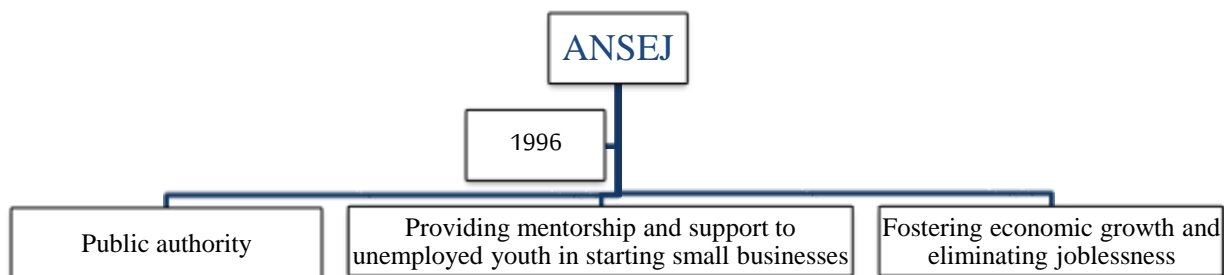 ANSEJ
1996
Public authority
Providing mentorship and support to
unemployed youth in starting small businesses
Fostering economic growth and
eliminating joblessness